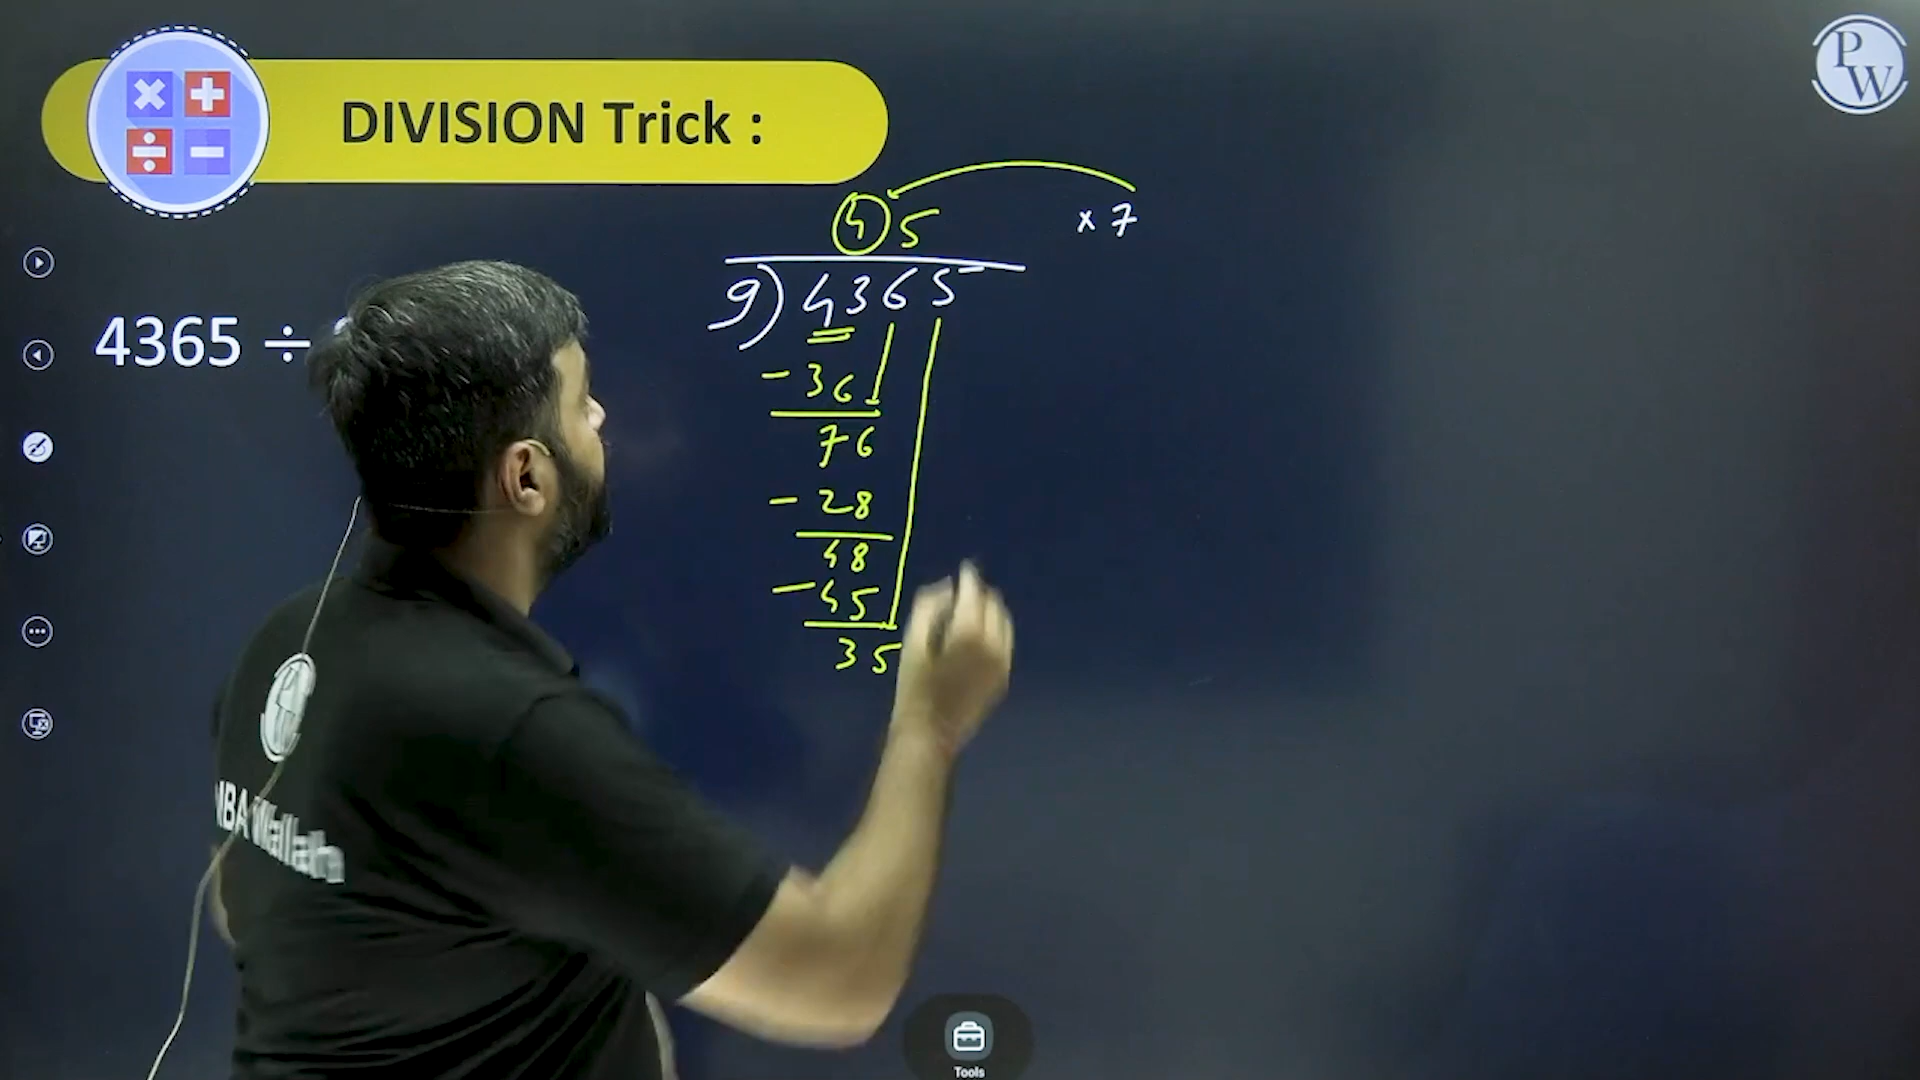 DIVISION Trick :
PW
4 5
× 7
9) 4365
4365 ÷
- 36
76
- 28
48
- 45
35
MBA Wallah
Tools